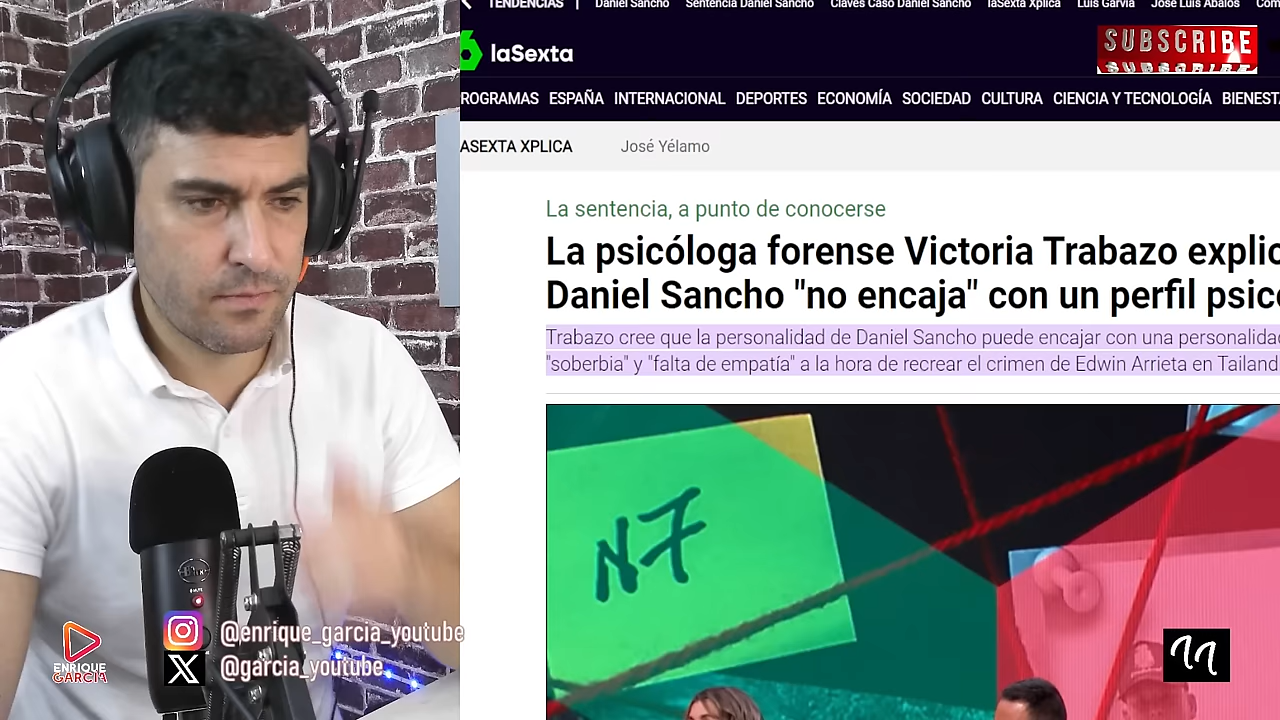 TENDENCIAS | Daniel Sancho Sentencia Daniel Sancho Claves Caso Daniel Sancho laSexta Xplica Luis Garvia José Luis Ábalos
laSexta
SUBSCRIBE
ROGRAMAS ESPAÑA INTERNACIONAL DEPORTES ECONOMÍA SOCIEDAD CULTURA CIENCIA Y TECNOLOGÍA BIENEST
ASEXTA XPLICA José Yélamo
La sentencia, a punto de conocerse
La psicóloga forense Victoria Trabazo explic
Daniel Sancho "no encaja" con un perfil psic
Trabazo cree que la personalidad de Daniel Sancho puede encajar con una personalidad
"soberbia" y "falta de empatía" a la hora de recrear el crimen de Edwin Arrieta en Tailand
N7
@enrique_garcia_youtube
@garcia_youtube
ENRIQUE
GARCIA